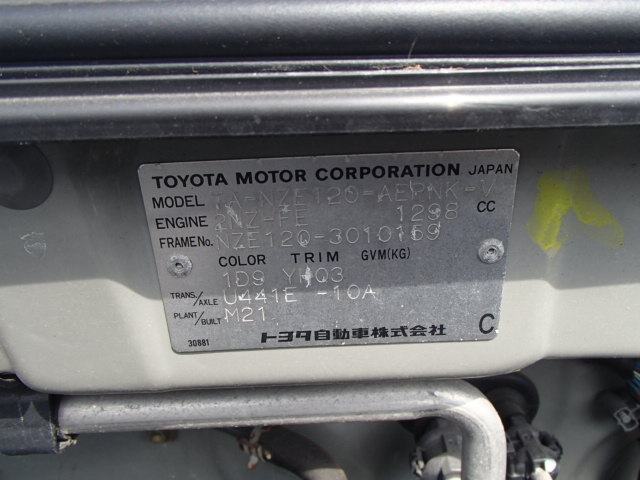 TOYOTA MOTOR CORPORATION JAPAN
MODEL TA-NZE120-AEPNK-V
ENGINE 2NZ-FE 1298 CC
FRAME No. NZE120-3010169
COLOR TRIM GVM(KG)
1D9
TRANS./AXLE U441E -10A
PLANT/BUILT M21
トヨタ自動車株式会社 C
30881